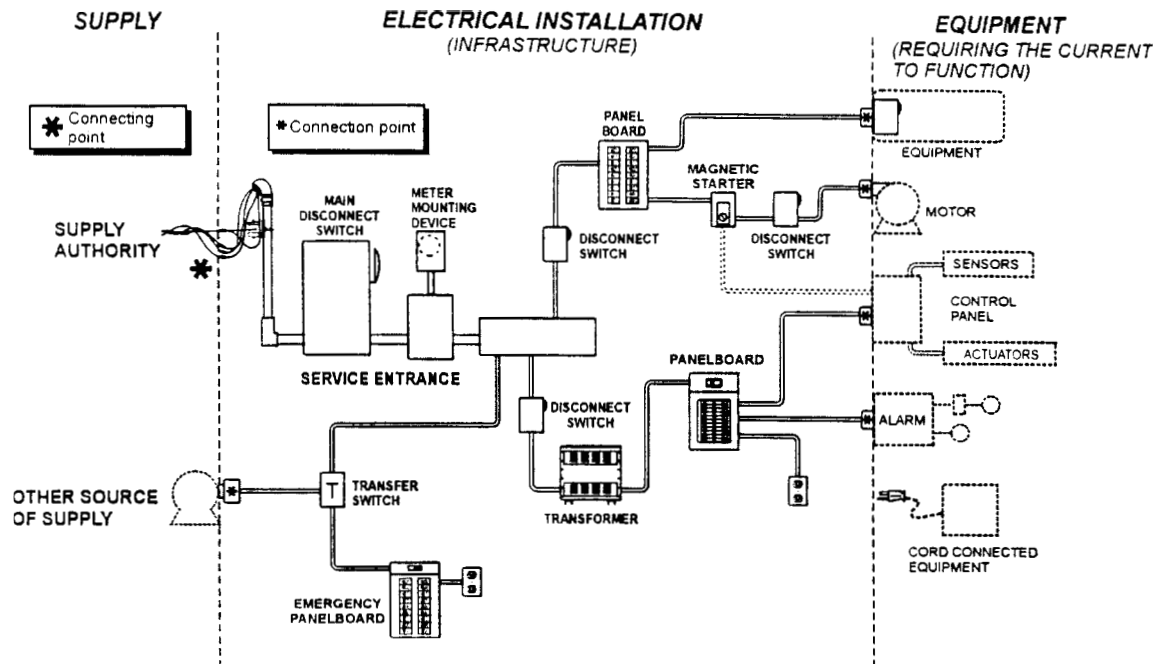 SUPPLY
ELECTRICAL INSTALLATION
(INFRASTRUCTURE)
EQUIPMENT
(REQUIRING THE CURRENT
TO FUNCTION)
* Connecting
point
* Connection point
SUPPLY
AUTHORITY
MAIN
DISCONNECT
SWITCH
METER
MOUNTING
DEVICE
SERVICE ENTRANCE
PANEL
BOARD
DISCONNECT
SWITCH
MAGNETIC
STARTER
DISCONNECT
SWITCH
EQUIPMENT
MOTOR
SENSORS
CONTROL
PANEL
ACTUATORS
PANELBOARD
DISCONNECT
SWITCH
TRANSFORMER
ALARM
CORD CONNECTED
EQUIPMENT
OTHER SOURCE
OF SUPPLY
T
TRANSFER
SWITCH
EMERGENCY
PANELBOARD